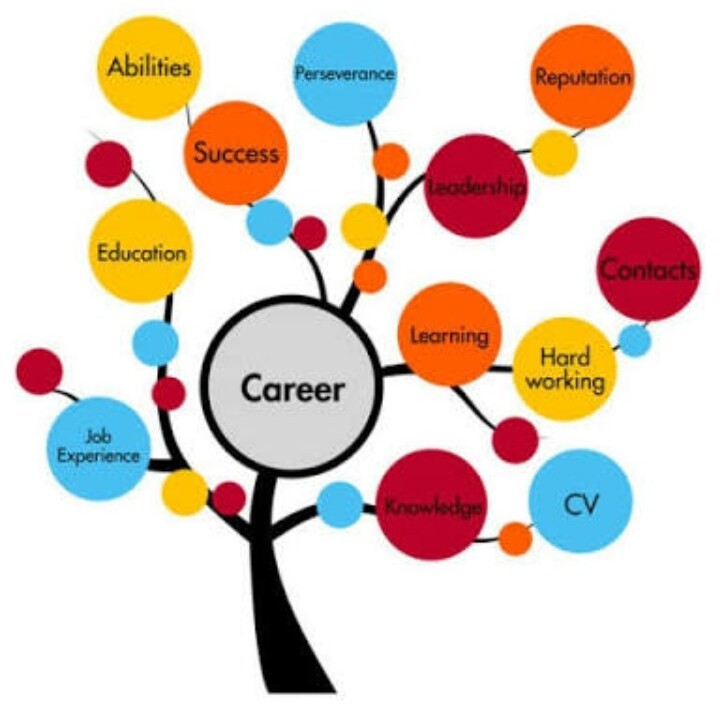 Abilities
Perseverance
Reputation
Success
Leadership
Education
Contacts
Learning
Hard
working
Career
Job
Experience
Knowledge
CV